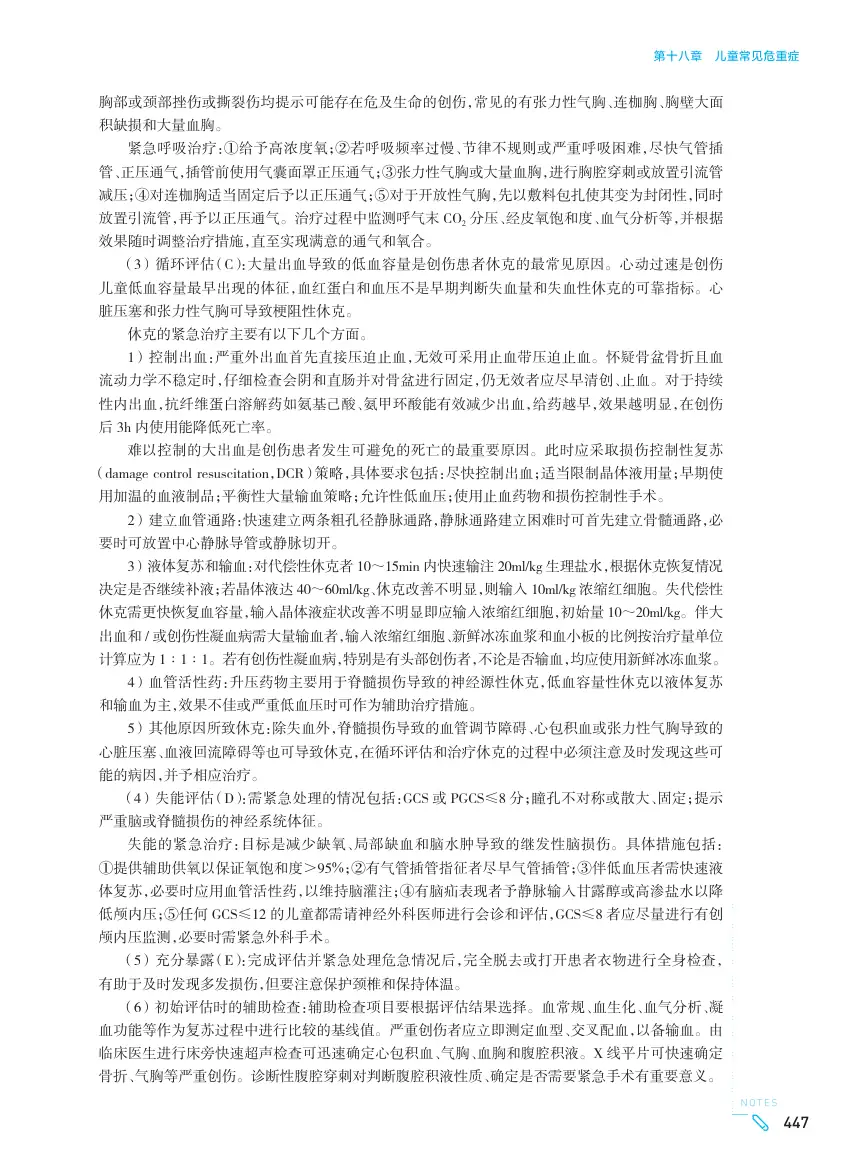 第十八章 儿童常见危重症
胸部或颈部挫伤或撕裂伤均提示可能存在危及生命的创伤，常见的有张力性气胸、连枷胸、胸壁大面
积缺损和大量血胸。
紧急呼吸治疗：①给予高浓度氧；②若呼吸频率过慢、节律不规则或严重呼吸困难，尽快气管插
管、正压通气，插管前使用气囊面罩正压通气；③张力性气胸或大量血胸，进行胸腔穿刺或放置引流管
减压；④对连枷胸适当固定后予以正压通气；⑤对于开放性气胸，先以敷料包扎使其变为封闭性，同时
放置引流管，再予以正压通气。治疗过程中监测呼气末 CO₂ 分压、经皮氧饱和度、血气分析等，并根据
效果随时调整治疗措施，直至实现满意的通气和氧合。
（3）循环评估（C）：大量出血导致的低血容量是创伤患者休克的最常见原因。心动过速是创伤
儿童低血容量最早出现的体征，血红蛋白和血压不是早期判断失血量和失血性休克的可靠指标。心
脏压塞和张力性气胸可导致梗阻性休克。
休克的紧急治疗主要有以下几个方面。
1）控制出血：严重外出血首先直接压迫止血，无效可采用止血带压迫止血。怀疑骨盆骨折且血
流动力学不稳定时，仔细检查会阴和直肠并对骨盆进行固定，仍无效者应尽早清创、止血。对于持续
性内出血，抗纤维蛋白溶解药如氨基己酸、氨甲环酸能有效减少出血，给药越早，效果越明显，在创伤
后 3h 内使用能降低死亡率。
难以控制的大出血是创伤患者发生可避免的死亡的最重要原因。此时应采取损伤控制性复苏
（damage control resuscitation，DCR）策略，具体要求包括：尽快控制出血；适当限制晶体液用量；早期使
用加温的血液制品；平衡性大量输血策略；允许性低血压；使用止血药物和损伤控制性手术。
2）建立血管通路：快速建立两条粗孔径静脉通路，静脉通路建立困难时可首先建立骨髓通路，必
要时可放置中心静脉导管或静脉切开。
3）液体复苏和输血：对代偿性休克者 10～15min 内快速输注 20ml/kg 生理盐水，根据休克恢复情况
决定是否继续补液；若晶体液达 40～60ml/kg、休克改善不明显，则输入 10ml/kg 浓缩红细胞。失代偿性
休克需更快恢复血容量，输入晶体液症状改善不明显即应输入浓缩红细胞，初始量 10～20ml/kg。伴大
出血和 / 或创伤性凝血病需大量输血者，输入浓缩红细胞、新鲜冰冻血浆和血小板的比例按治疗量单位
计算应为 1∶1∶1。若有创伤性凝血病，特别是有头部创伤者，不论是否输血，均应使用新鲜冰冻血浆。
4）血管活性药：升压药物主要用于脊髓损伤导致的神经源性休克，低血容量性休克以液体复苏
和输血为主，效果不佳或严重低血压时可作为辅助治疗措施。
5）其他原因所致休克：除失血外，脊髓损伤导致的血管调节障碍、心包积血或张力性气胸导致的
心脏压塞、血液回流障碍等也可导致休克，在循环评估和治疗休克的过程中必须注意及时发现这些可
能的病因，并予相应治疗。
（4）失能评估（D）：需紧急处理的情况包括：GCS 或 PGCS≤8 分；瞳孔不对称或散大、固定；提示
严重脑或脊髓损伤的神经系统体征。
失能的紧急治疗：目标是减少缺氧、局部缺血和脑水肿导致的继发性脑损伤。具体措施包括：
①提供辅助供氧以保证氧饱和度＞95%；②有气管插管指征者尽早气管插管；③伴低血压者需快速液
体复苏，必要时应用血管活性药，以维持脑灌注；④有脑疝表现者予静脉输入甘露醇或高渗盐水以降
低颅内压；⑤任何 GCS≤12 的儿童都需请神经外科医师进行会诊和评估，GCS≤8 者应尽量进行有创
颅内压监测，必要时需紧急外科手术。
（5）充分暴露（E）：完成评估并紧急处理危急情况后，完全脱去或打开患者衣物进行全身检查，
有助于及时发现多发损伤，但要注意保护颈椎和保持体温。
（6）初始评估时的辅助检查：辅助检查项目要根据评估结果选择。血常规、血生化、血气分析、凝
血功能等作为复苏过程中进行比较的基线值。严重创伤者应立即测定血型、交叉配血，以备输血。由
临床医生进行床旁快速超声检查可迅速确定心包积血、气胸、血胸和腹腔积液。X 线平片可快速确定
骨折、气胸等严重创伤。诊断性腹腔穿刺对判断腹腔积液性质、确定是否需要紧急手术有重要意义。
NOTES
447